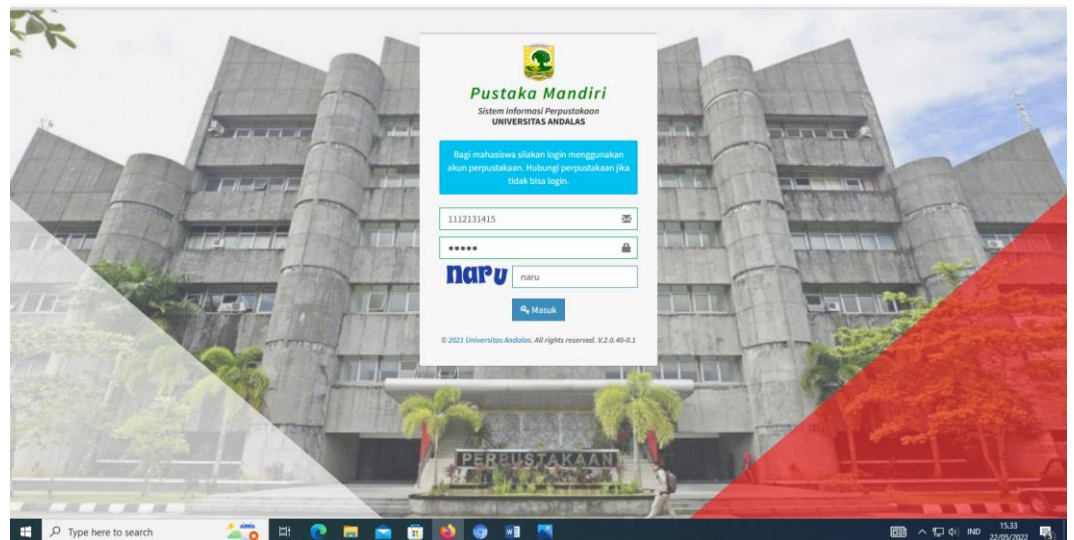 Pustaka Mandiri
Sistem Informasi Perpustakaan
UNIVERSITAS ANDALAS
Bagi mahasiswa silakan login menggunakan
akun perpustakaan. Hubungi perpustakaan jika
tidak bisa login.
1112131415
•••••
naru naru
Masuk
© 2021 Universitas Andalas. All rights reserved. V.2.0.40-0.1
PERPUSTAKAAN
Type here to search
IND
15.33
22/05/2022